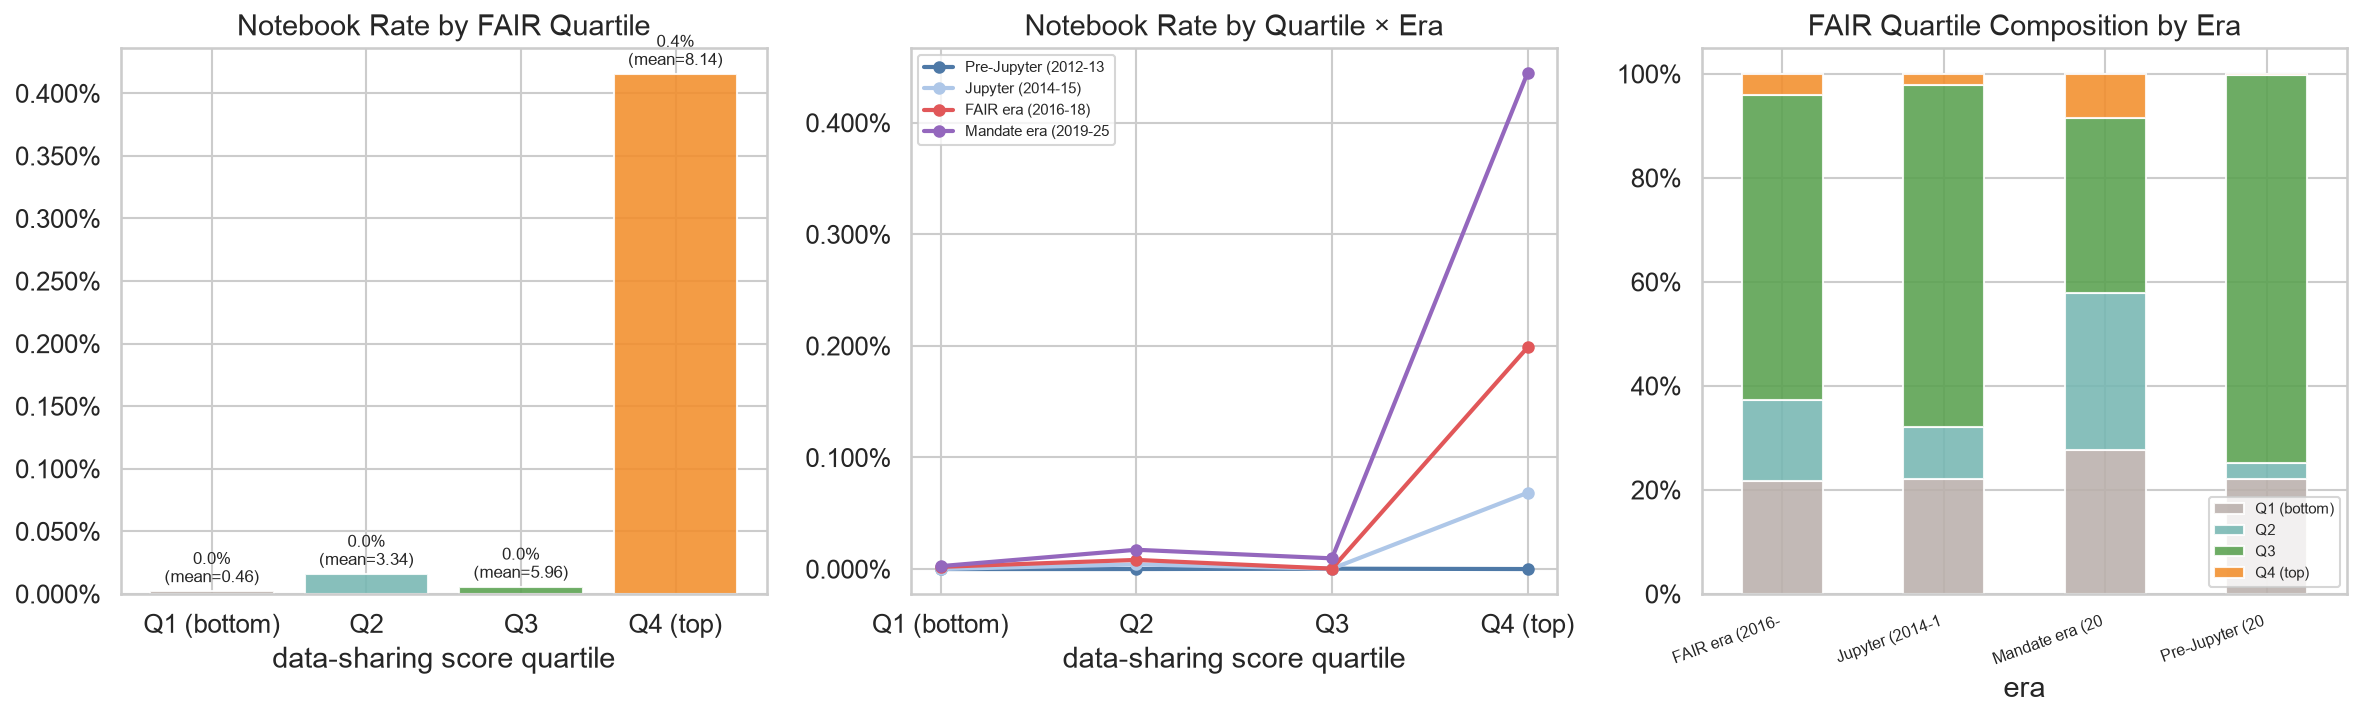 Notebook Rate by FAIR Quartile
0.400%
0.350%
0.300%
0.250%
0.200%
0.150%
0.100%
0.050%
0.000%
0.0%
(mean=0.46)
0.0%
(mean=3.34)
0.0%
(mean=5.96)
0.4%
(mean=8.14)
Q1 (bottom)
Q2
Q3
Q4 (top)
data-sharing score quartile
Notebook Rate by Quartile × Era
Pre-Jupyter (2012-13
Jupyter (2014-15)
FAIR era (2016-18)
Mandate era (2019-25
0.400%
0.300%
0.200%
0.100%
0.000%
Q1 (bottom)
Q2
Q3
Q4 (top)
data-sharing score quartile
FAIR Quartile Composition by Era
100%
80%
60%
40%
20%
0%
Q1 (bottom)
Q2
Q3
Q4 (top)
FAIR era (2016-
Jupyter (2014-1
Mandate era (20
Pre-Jupyter (20
era